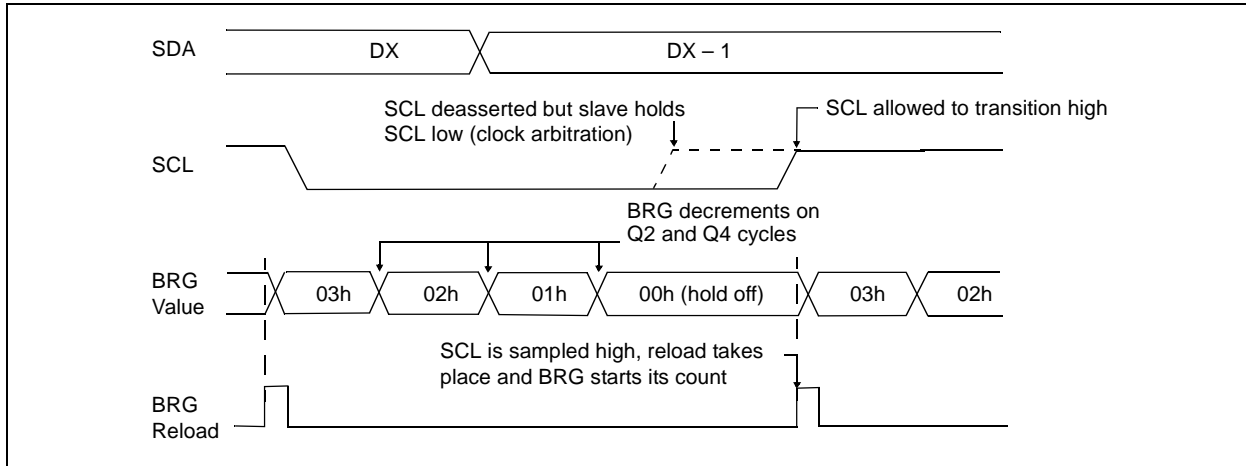 SDA
DX
DX – 1
SCL deasserted but slave holds
SCL low (clock arbitration)
SCL allowed to transition high
SCL
BRG decrements on
Q2 and Q4 cycles
BRG
Value
03h
02h
01h
00h (hold off)
03h
02h
SCL is sampled high, reload takes
place and BRG starts its count
BRG
Reload